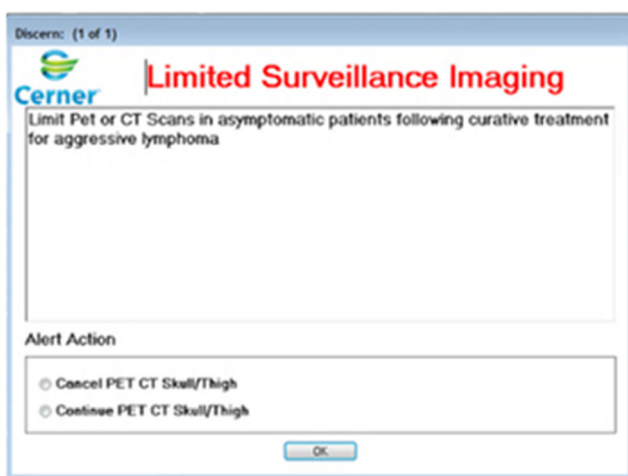 Discern: (1 of 1)
Cerner
Limited Surveillance Imaging
Limit Pet or CT Scans in asymptomatic patients following curative treatment
for aggressive lymphoma
Alert Action
Cancel PET CT Skull/Thigh
Continue PET CT Skull/Thigh
OK